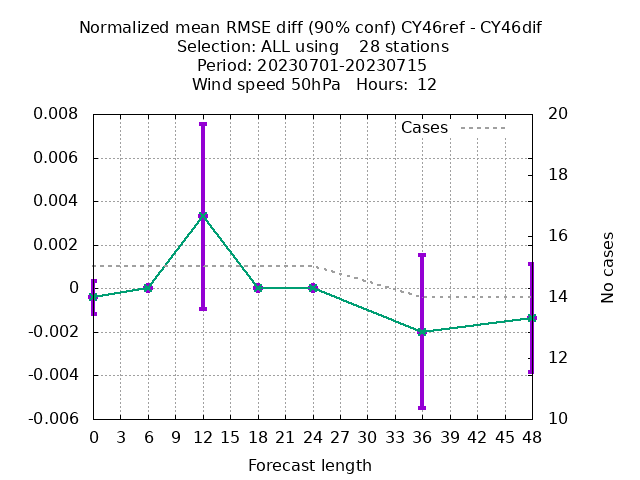 Normalized mean RMSE diff (90% conf) CY46ref - CY46dif
Selection: ALL using    28 stations
Period: 20230701-20230715
Wind speed 50hPa   Hours:  12
Cases
0.008
0.006
0.004
0.002
0
-0.002
-0.004
-0.006
20
18
16
14
12
10
No cases
0 3 6 9 12 15 18 21 24 27 30 33 36 39 42 45 48
Forecast length